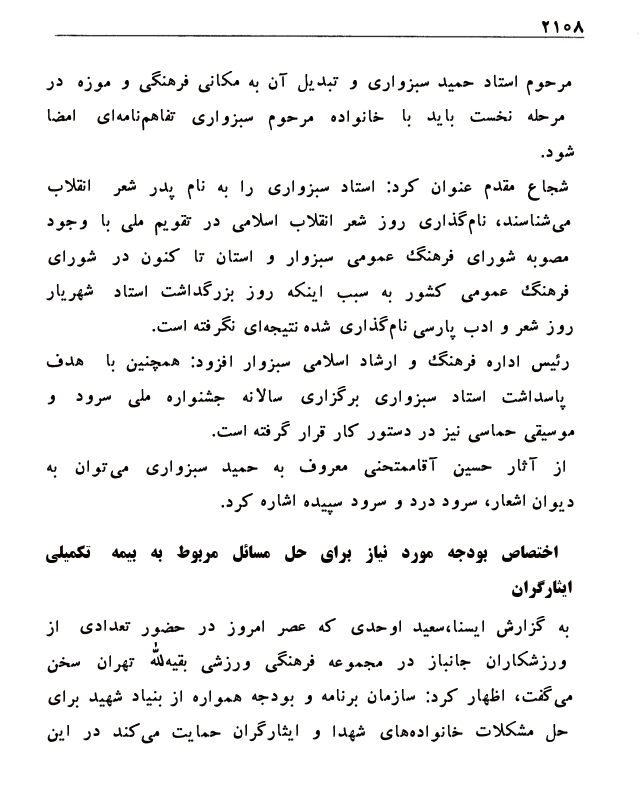 ۲۱۰۸
مرحوم استاد حمید سبزواری و تبدیل آن به مکانی فرهنگی و موزه در
مرحله نخست باید با خانواده مرحوم سبزواری تفاهم‌نامه‌ای امضا
شود.
شجاع مقدم عنوان کرد: استاد سبزواری را به نام پدر شعر انقلاب
می‌شناسند، نام‌گذاری روز شعر انقلاب اسلامی در تقویم ملی با وجود
مصوبه شورای فرهنگ عمومی سبزوار و استان تا کنون در شورای
فرهنگ عمومی کشور به سبب اینکه روز بزرگداشت استاد شهریار
روز شعر و ادب پارسی نام‌گذاری شده نتیجه‌ای نگرفته است.
رئیس اداره فرهنگ و ارشاد اسلامی سبزوار افزود: همچنین با هدف
پاسداشت استاد سبزواری برگزاری سالانه جشنواره ملی سرود و
موسیقی حماسی نیز در دستور کار قرار گرفته است.
از آثار حسین آقاممتحنی معروف به حمید سبزواری می‌توان به
دیوان اشعار، سرود درد و سرود سپیده اشاره کرد.
اختصاص بودجه مورد نیاز برای حل مسائل مربوط به بیمه تکمیلی
ایثارگران
به گزارش ایسنا،سعید اوحدی که عصر امروز در حضور تعدادی از
ورزشکاران جانباز در مجموعه فرهنگی ورزشی بقیه‌الله تهران سخن
می‌گفت، اظهار کرد: سازمان برنامه و بودجه همواره از بنیاد شهید برای
حل مشکلات خانواده‌های شهدا و ایثارگران حمایت می‌کند در این